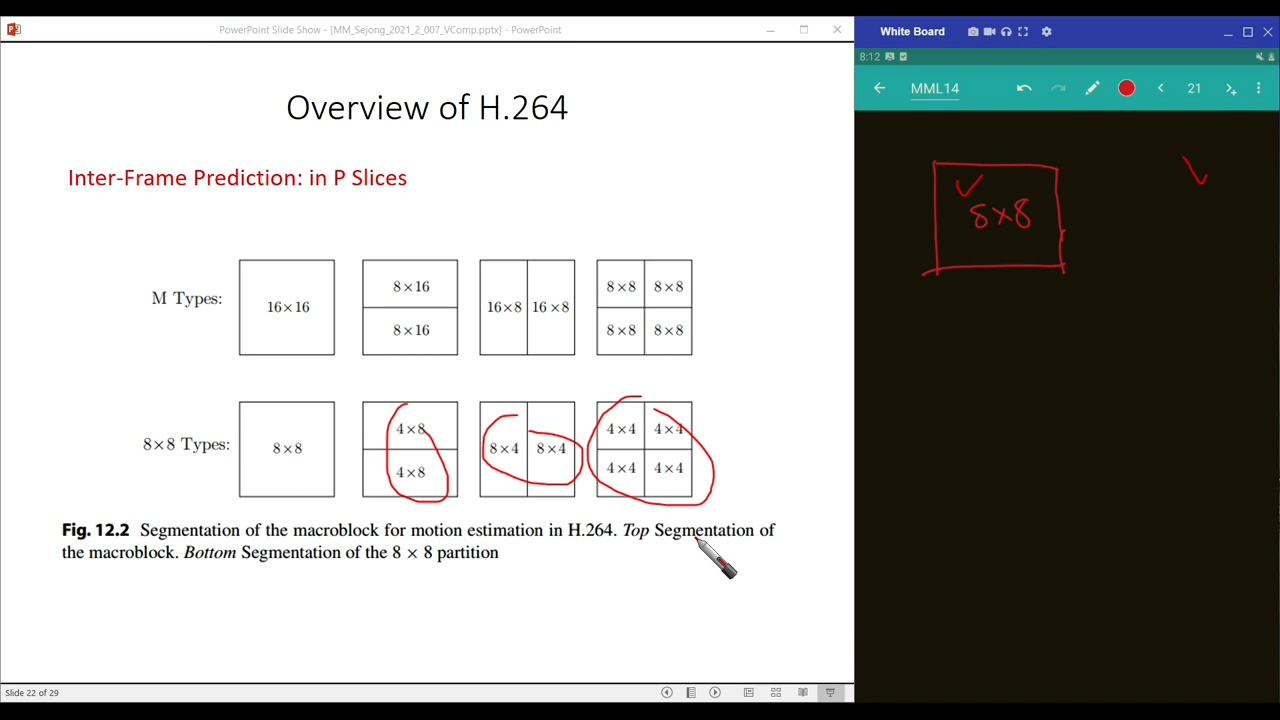 PowerPoint Slide Show - [MM_Sejong_2021_2_007_VComp.pptx] - PowerPoint
Overview of H.264
Inter-Frame Prediction: in P Slices
M Types:
16×16
8×16
8×16
16×8 16×8
8×8 8×8
8×8 8×8
8×8 Types:
8×8
4×8
4×8
8×4 8×4
4×4 4×4
4×4 4×4
Fig. 12.2 Segmentation of the macroblock for motion estimation in H.264. Top Segmentation of
the macroblock. Bottom Segmentation of the 8 × 8 partition
Slide 22 of 29
White Board
8:12
MML14
21
8×8